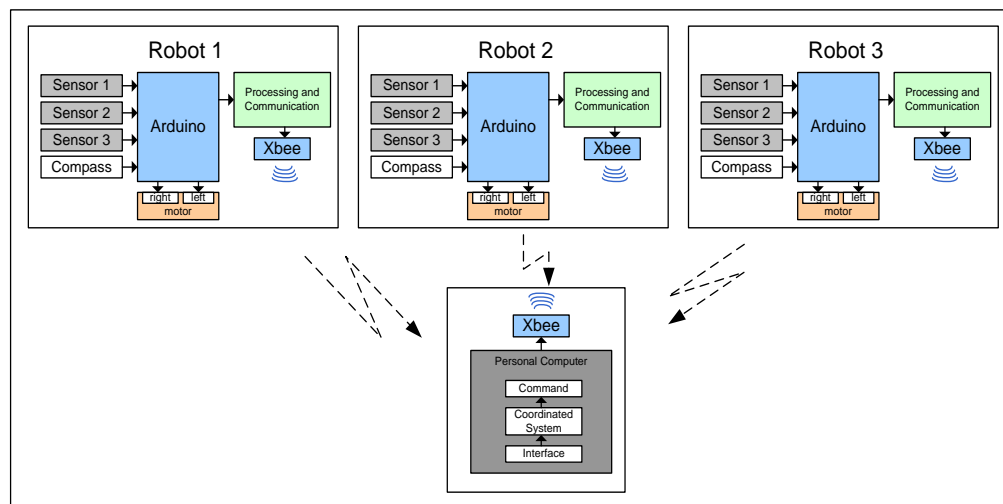 Robot 1
Sensor 1
Sensor 2
Sensor 3
Compass
Arduino
Processing and
Communication
Xbee
right
left
motor
Robot 2
Sensor 1
Sensor 2
Sensor 3
Compass
Arduino
Processing and
Communication
Xbee
right
left
motor
Robot 3
Sensor 1
Sensor 2
Sensor 3
Compass
Arduino
Processing and
Communication
Xbee
right
left
motor
Xbee
Personal Computer
Command
Coordinated
System
Interface